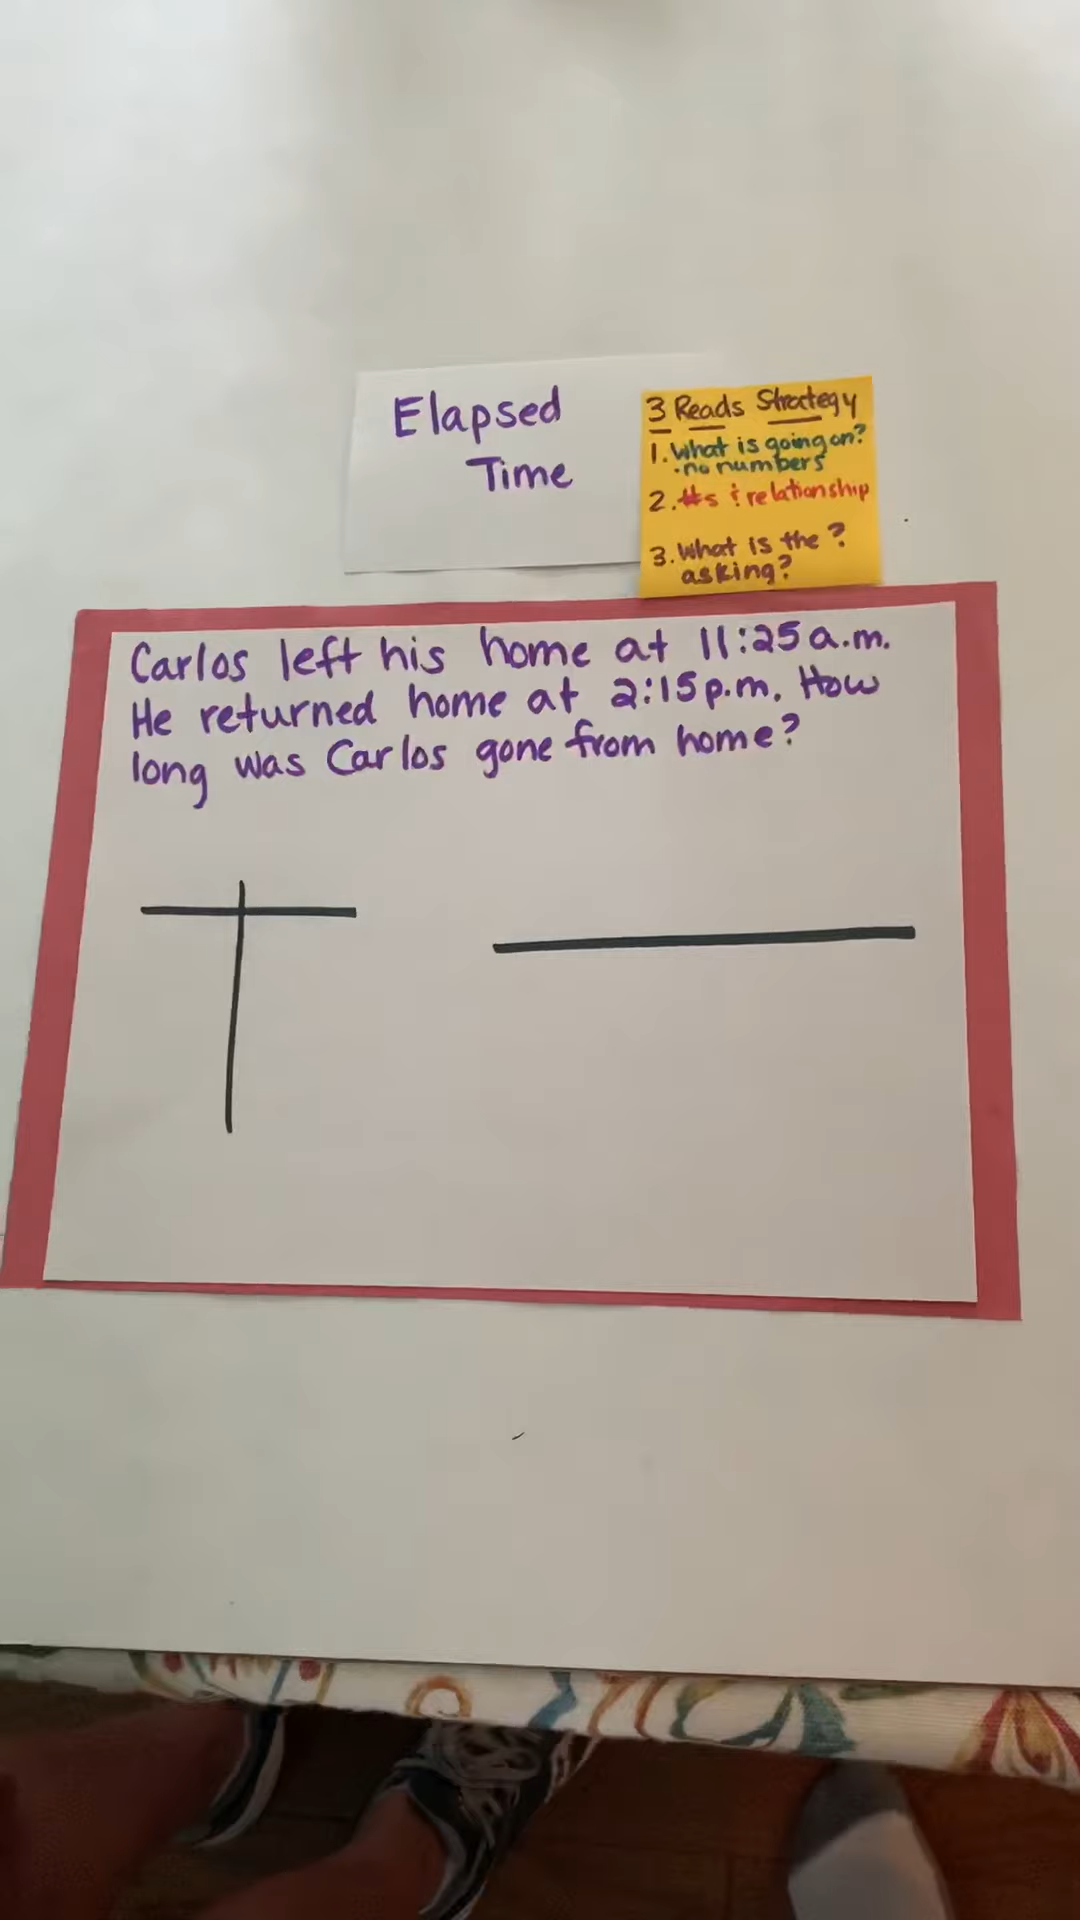 Elapsed
Time
3 Reads Strategy
1. What is going on?
• no numbers
2. #s & relationship
3. What is the ?
asking?
Carlos left his home at 11:25 a.m.
He returned home at 2:15 p.m. How
long was Carlos gone from home?